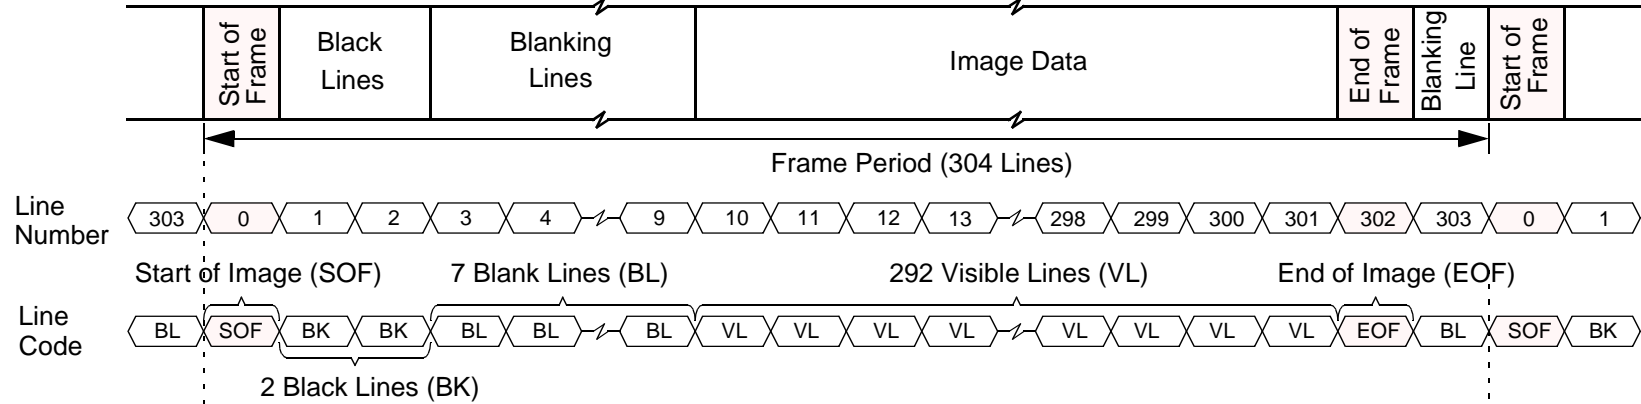 Start of
Frame
Black
Lines
Blanking
Lines
Image Data
End of
Frame
Blanking
Line
Start of
Frame
Frame Period (304 Lines)
Line
Number
303 0 1 2 3 4 9 10 11 12 13 298 299 300 301 302 303 0 1
Start of Image (SOF) 7 Blank Lines (BL) 292 Visible Lines (VL) End of Image (EOF)
Line
Code
BL SOF BK BK BL BL BL VL VL VL VL VL VL VL VL EOF BL SOF BK
2 Black Lines (BK)